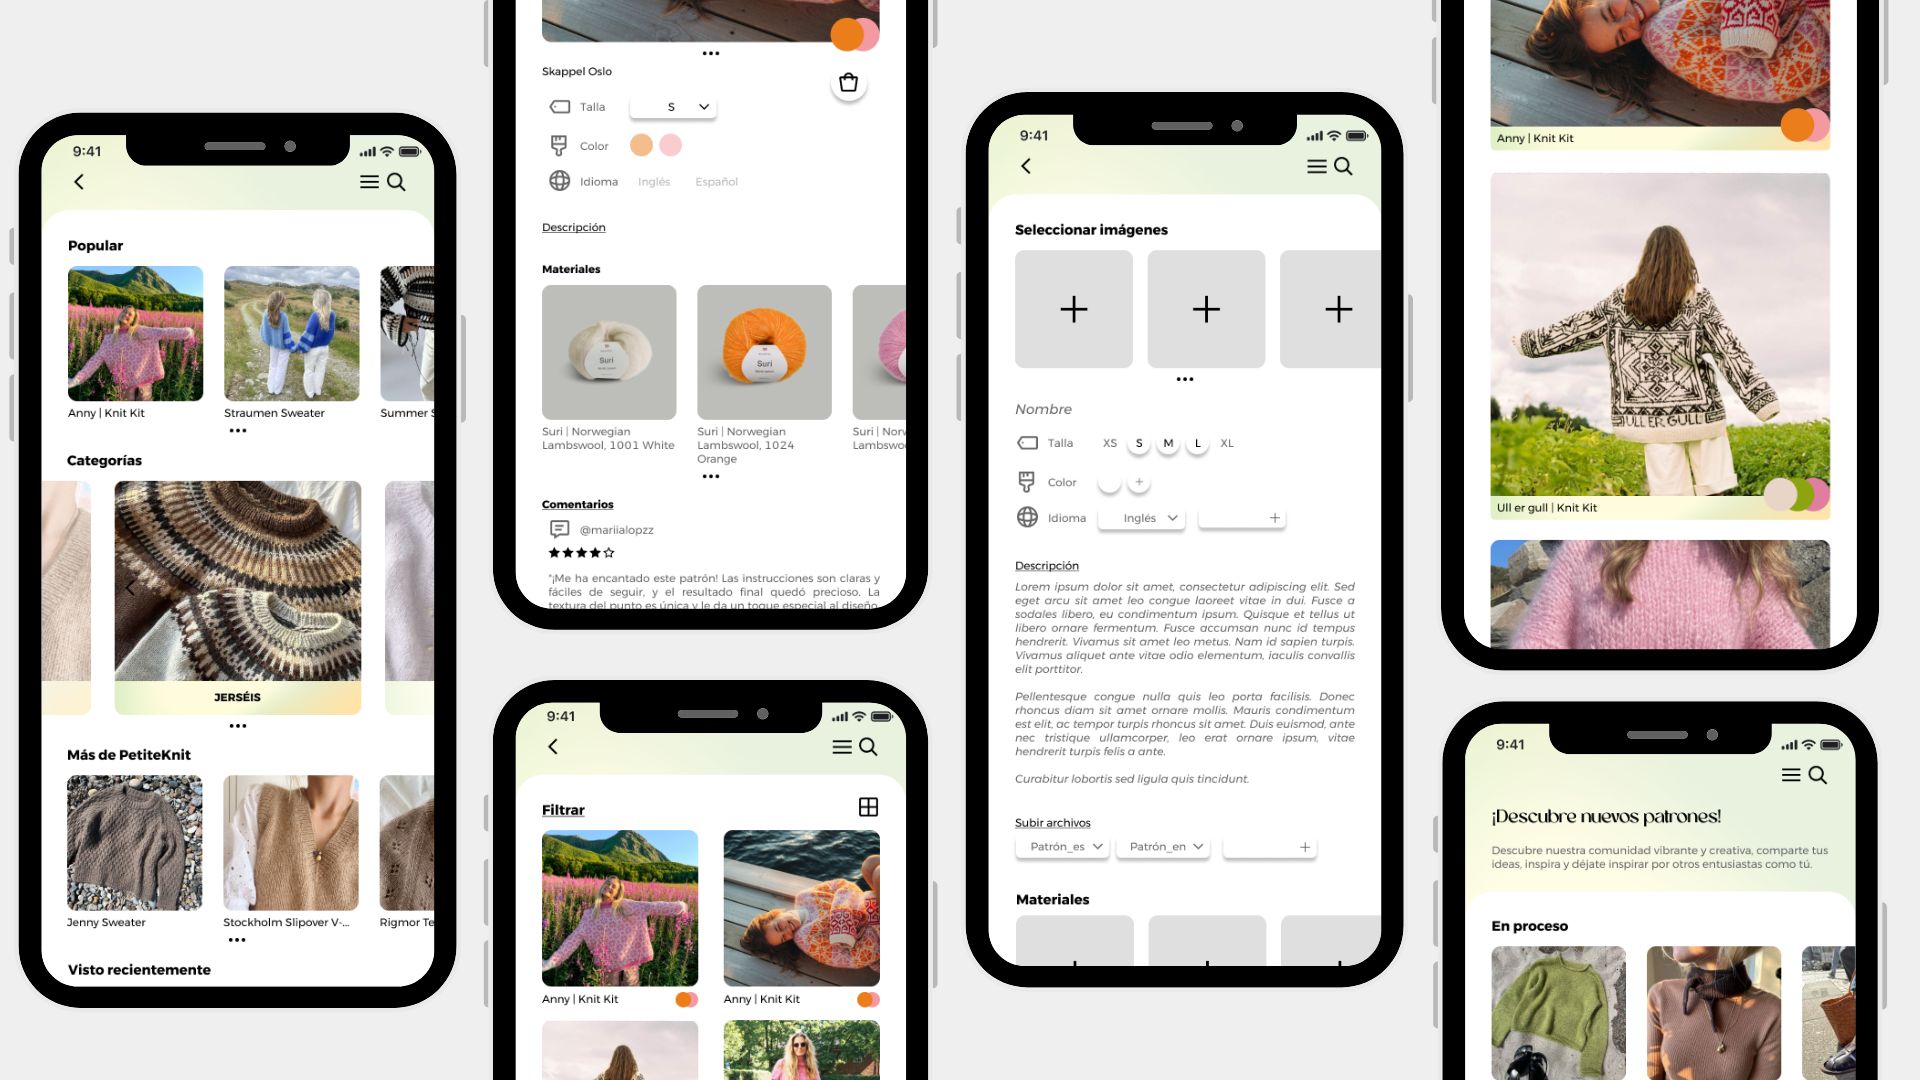 9:41
Popular
Anny | Knit Kit
Straumen Sweater
Summer S
Categorías
JERSÉIS
Más de PetiteKnit
Jenny Sweater
Stockholm Slipover V-...
Rigmor Te
Visto recientemente
Skappel Oslo
Talla
S
Color
Idioma
Inglés
Español
Descripción
Materiales
Suri
Suri
Suri | Norwegian
Lambswool, 1001 White
Suri | Norwegian
Lambswool, 1024
Orange
Suri | Norw
Lambswo
Comentarios
@mariialopzz
"¡Me ha encantado este patrón! Las instrucciones son claras y
fáciles de seguir, y el resultado final quedó precioso. La
textura del punto es única y le da un toque especial al diseño.
9:41
Filtrar
Anny | Knit Kit
Anny | Knit Kit
9:41
Seleccionar imágenes
Nombre
Talla
XS
S
M
L
XL
Color
Idioma
Inglés
Descripción
Lorem ipsum dolor sit amet, consectetur adipiscing elit. Sed
eget arcu sit amet leo congue laoreet vitae in dui. Fusce a
sodales libero, eu condimentum ipsum. Quisque et tellus ut
libero ornare fermentum. Fusce accumsan nunc id tempus
hendrerit. Vivamus sit amet leo metus. Nam id sapien turpis.
Vivamus aliquet ante vitae odio elementum, iaculis convallis
elit porttitor.
Pellentesque congue nulla quis leo porta facilisis. Donec
rhoncus diam sit amet ornare mollis. Mauris condimentum
est elit, ac tempor turpis rhoncus sit amet. Duis euismod, ante
nec tristique ullamcorper, leo erat ornare ipsum, vitae
hendrerit turpis felis a ante.
Curabitur lobortis sed ligula quis tincidunt.
Subir archivos
Patrón_es
Patrón_en
Materiales
Anny | Knit Kit
ULL ER GULL
Ull er gull | Knit Kit
9:41
¡Descubre nuevos patrones!
Descubre nuestra comunidad vibrante y creativa, comparte tus
ideas, inspira y déjate inspirar por otros entusiastas como tú.
En proceso